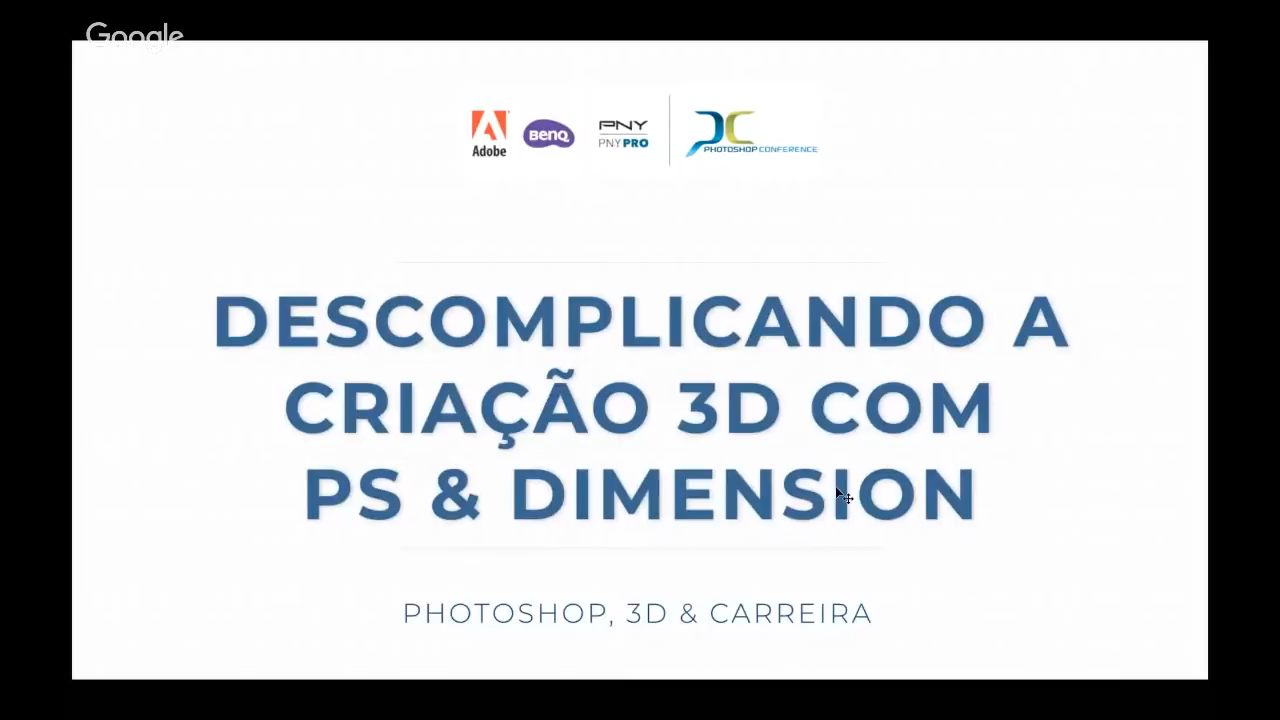 Google
Adobe
BenQ
PNY
PNY PRO
PHOTOSHOP CONFERENCE
DESCOMPLICANDO A
CRIAÇÃO 3D COM
PS & DIMENSION
PHOTOSHOP, 3D & CARREIRA